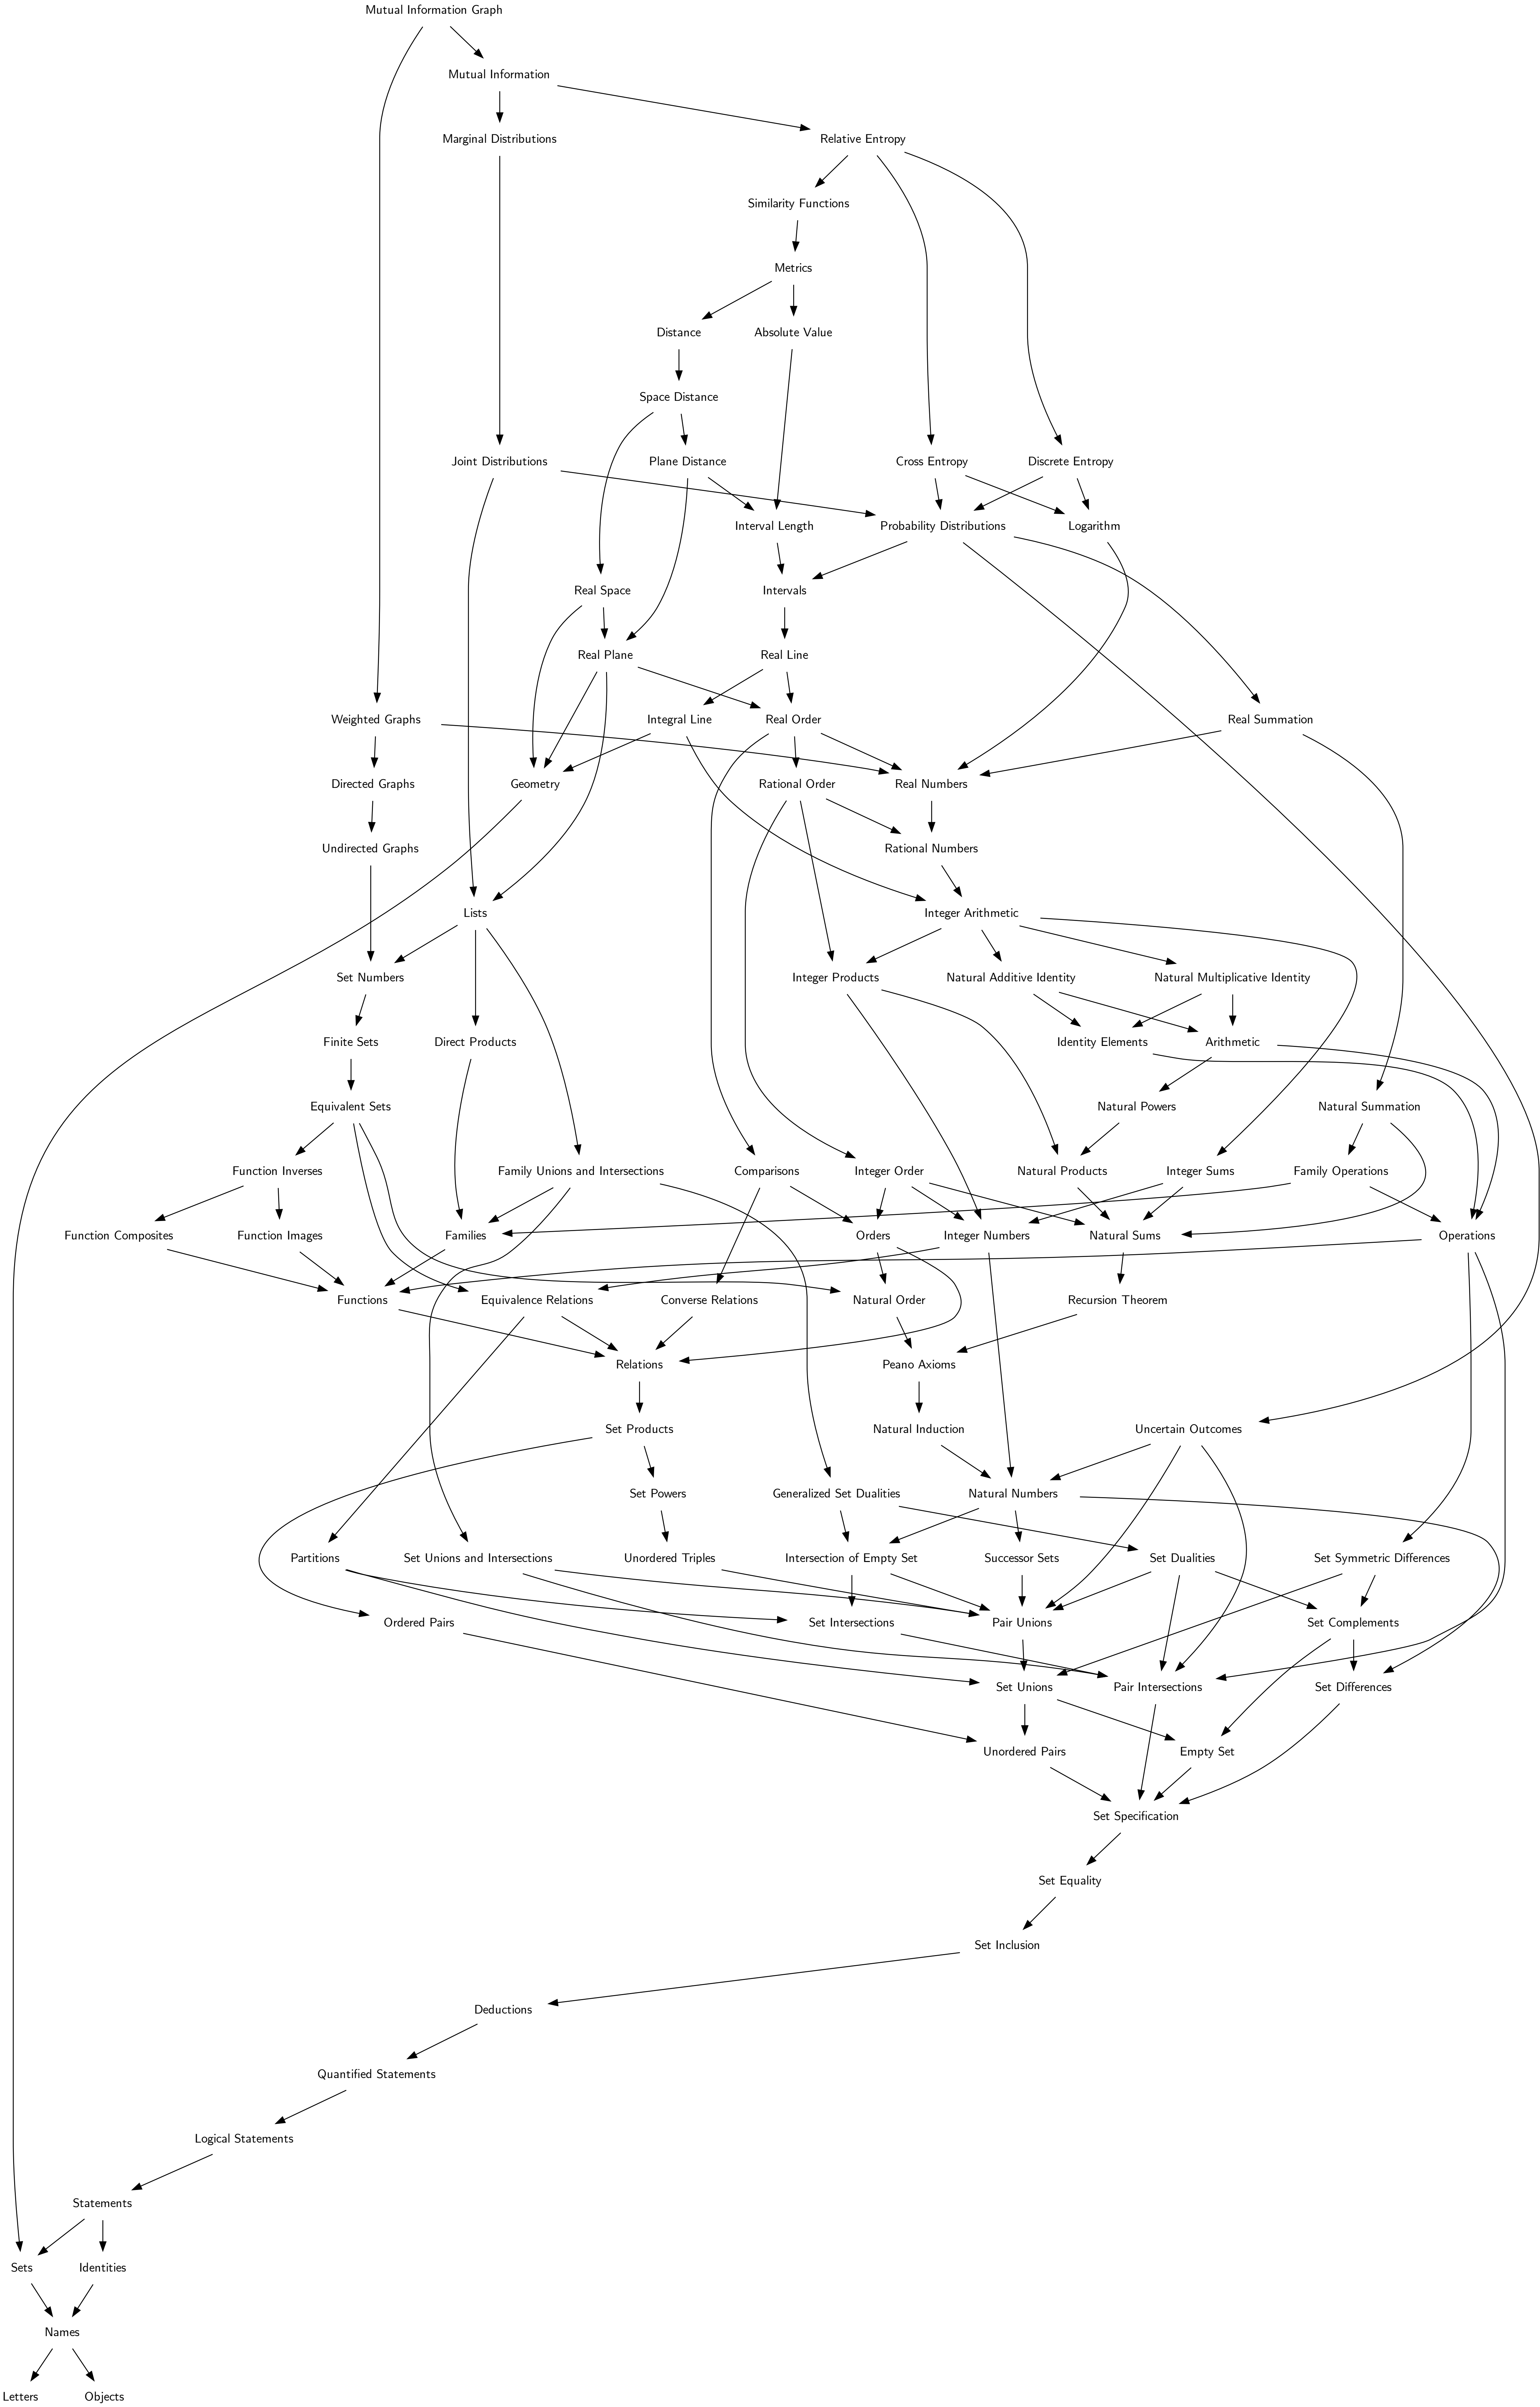 Mutual Information Graph
Mutual Information
Marginal Distributions
Relative Entropy
Similarity Functions
Metrics
Distance
Absolute Value
Space Distance
Joint Distributions
Plane Distance
Cross Entropy
Discrete Entropy
Interval Length
Probability Distributions
Logarithm
Real Space
Intervals
Real Plane
Real Line
Weighted Graphs
Integral Line
Real Order
Real Summation
Directed Graphs
Geometry
Rational Order
Real Numbers
Undirected Graphs
Rational Numbers
Lists
Integer Arithmetic
Set Numbers
Integer Products
Natural Additive Identity
Natural Multiplicative Identity
Finite Sets
Direct Products
Identity Elements
Arithmetic
Equivalent Sets
Natural Powers
Natural Summation
Function Inverses
Family Unions and Intersections
Comparisons
Integer Order
Natural Products
Integer Sums
Family Operations
Function Composites
Function Images
Families
Orders
Integer Numbers
Natural Sums
Operations
Functions
Equivalence Relations
Converse Relations
Natural Order
Recursion Theorem
Relations
Peano Axioms
Set Products
Natural Induction
Uncertain Outcomes
Set Powers
Generalized Set Dualities
Natural Numbers
Partitions
Set Unions and Intersections
Unordered Triples
Intersection of Empty Set
Successor Sets
Set Dualities
Set Symmetric Differences
Ordered Pairs
Set Intersections
Pair Unions
Set Complements
Set Unions
Pair Intersections
Set Differences
Unordered Pairs
Empty Set
Set Specification
Set Equality
Set Inclusion
Deductions
Quantified Statements
Logical Statements
Statements
Sets
Identities
Names
Letters
Objects